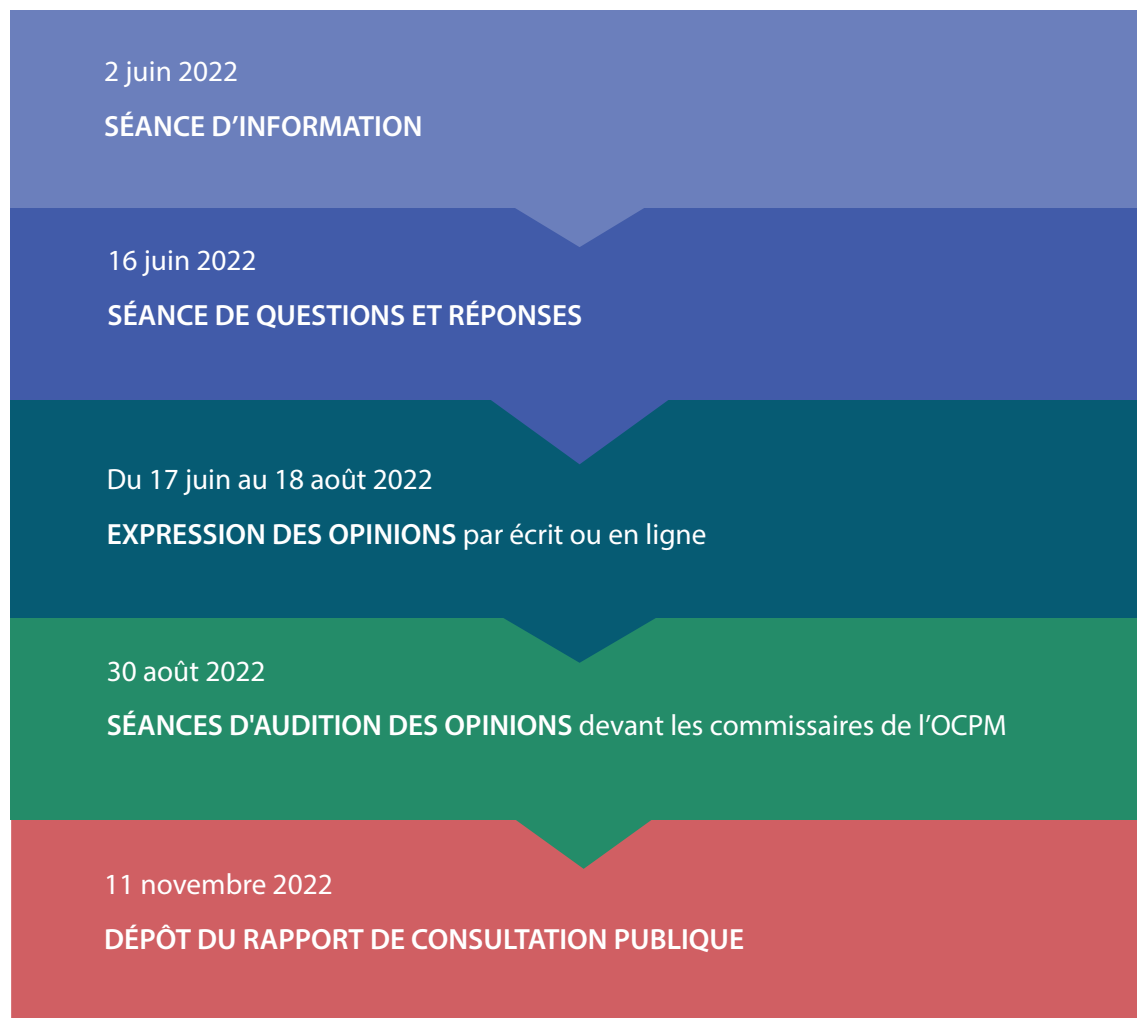 2 juin 2022
SÉANCE D’INFORMATION
16 juin 2022
SÉANCE DE QUESTIONS ET RÉPONSES
Du 17 juin au 18 août 2022
EXPRESSION DES OPINIONS par écrit ou en ligne
30 août 2022
SÉANCES D'AUDITION DES OPINIONS devant les commissaires de l’OCPM
11 novembre 2022
DÉPÔT DU RAPPORT DE CONSULTATION PUBLIQUE